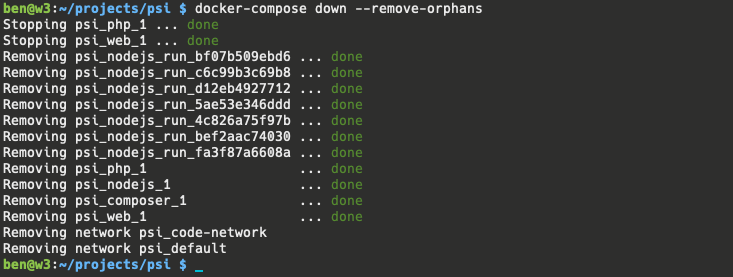 ben@w3:~/projects/psi $ docker-compose down --remove-orphans
Stopping psi_php_1 ... done
Stopping psi_web_1 ... done
Removing psi_nodejs_run_bf07b509ebd6 ... done
Removing psi_nodejs_run_c6c99b3c69b8 ... done
Removing psi_nodejs_run_d12eb4927712 ... done
Removing psi_nodejs_run_5ae53e346ddd ... done
Removing psi_nodejs_run_4c826a75f97b ... done
Removing psi_nodejs_run_bef2aac74030 ... done
Removing psi_nodejs_run_fa3f87a6608a ... done
Removing psi_php_1                   ... done
Removing psi_nodejs_1                ... done
Removing psi_composer_1              ... done
Removing psi_web_1                   ... done
Removing network psi_code-network
Removing network psi_default
ben@w3:~/projects/psi $ _